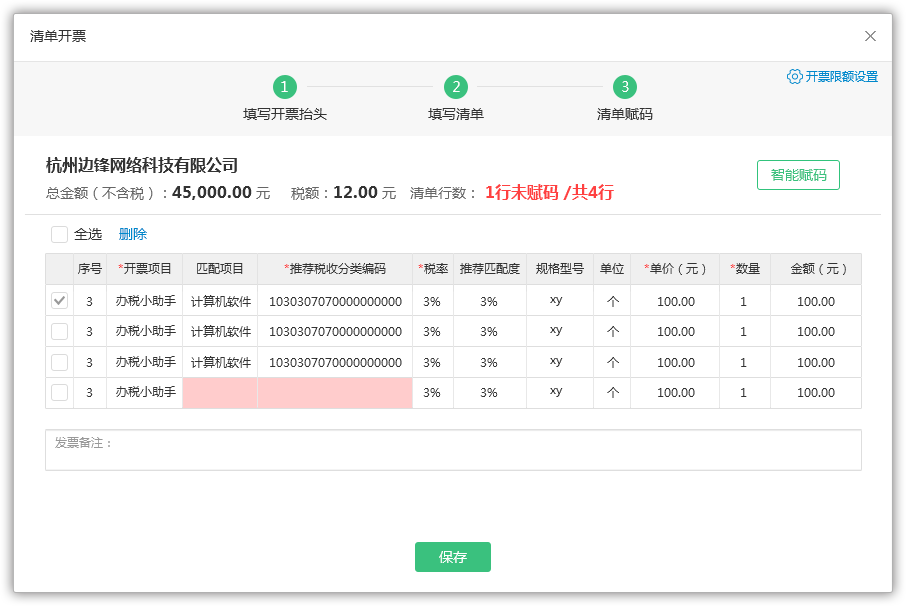 清单开票
1 2 3
填写开票抬头 填写清单 清单赋码
开票限额设置
杭州边锋网络科技有限公司
总金额（不含税）：45,000.00 元 税额：12.00 元 清单行数： 1行未赋码 /共4行
智能赋码
全选 删除
序号 *开票项目 匹配项目 *推荐税收分类编码 *税率 推荐匹配度 规格型号 单位 *单价（元） *数量 金额（元）
3 办税小助手 计算机软件 1030307070000000000 3% 3% xy 个 100.00 1 100.00
3 办税小助手 计算机软件 1030307070000000000 3% 3% xy 个 100.00 1 100.00
3 办税小助手 计算机软件 1030307070000000000 3% 3% xy 个 100.00 1 100.00
3 办税小助手 3% 3% xy 个 100.00 1 100.00
发票备注：
保存